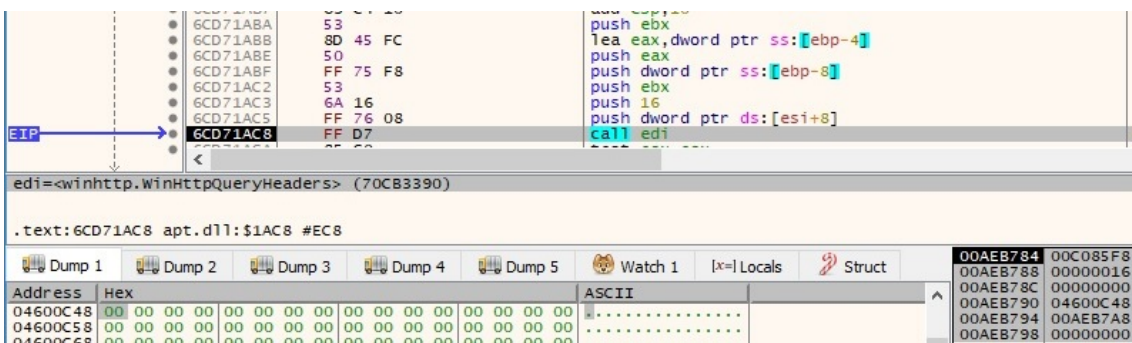 6CD71ABA 53 push ebx
6CD71ABB 8D 45 FC lea eax,dword ptr ss:[ebp-4]
6CD71ABE 50 push eax
6CD71ABF FF 75 F8 push dword ptr ss:[ebp-8]
6CD71AC2 53 push ebx
6CD71AC3 6A 16 push 16
6CD71AC5 FF 76 08 push dword ptr ds:[esi+8]
EIP 6CD71AC8 FF D7 call edi
edi=<winhttp.WinHttpQueryHeaders> (70CB3390)
.text:6CD71AC8 apt.dll:$1AC8 #EC8
Dump 1 Dump 2 Dump 3 Dump 4 Dump 5 Watch 1 [x=] Locals Struct
Address Hex ASCII
04600C48 00 00 00 00 00 00 00 00 00 00 00 00 00 00 00 00 ................
04600C58 00 00 00 00 00 00 00 00 00 00 00 00 00 00 00 00 ................
00AEB784 00C085F8
00AEB788 00000016
00AEB78C 00000000
00AEB790 04600C48
00AEB794 00AEB7A8
00AEB798 00000000